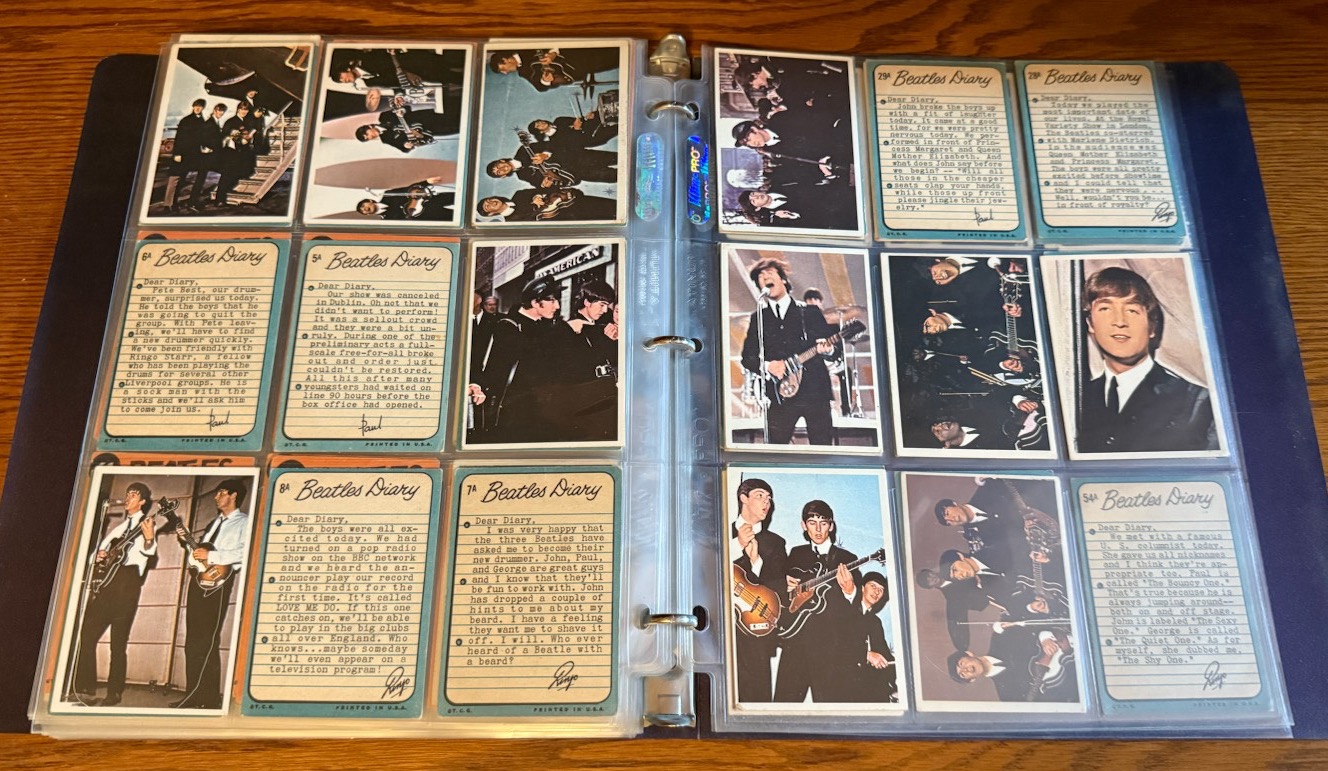 29A Beatles Diary
Dear Diary,
John broke the boys up
with a fit of laughter
today. It came at a good
time, for we were pretty
nervous today. We per-
formed in front of Prin-
cess Margaret and Queen
Mother Elizabeth. And
what does John say before
we begin? -- "Will all
those in the cheaper
seats clap your hands,
while those up front
please jingle their jew-
elry."
Paul
©T.C.G. PRINTED IN U.S.A.
28A Beatles Diary
Dear Diary,
Today we played the
most important date of
our lives. At the Royal
Variety Show in London.
The Beatles co-starred
with Marlene Dietrich.
In the audience was
Queen Mother Elizabeth
and Princess Margaret.
The boys were all pretty
excited before showtime
and I could tell that
they were nervous.
Well, wouldn't you be...
in front of royalty?
Ringo
©T.C.G. PRINTED IN U.S.A.
PRO
6A Beatles Diary
Dear Diary,
Pete Best, our drum-
mer, surprised us today.
He told the boys that he
was going to quit the
group. With Pete leav-
ing, we'll have to find
a new drummer quickly.
We've been friendly with
Ringo Starr, a fellow
who has been playing the
drums for several other
Liverpool groups. He is
a sock man with the
sticks and we'll ask him
to come join us.
Paul
©T.C.G. PRINTED IN U.S.A.
5A Beatles Diary
Dear Diary,
Our show was canceled
in Dublin. Oh not that we
didn't want to perform!
It was a sellout crowd
and they were a bit un-
ruly. During one of the
preliminary acts a full-
scale free-for-all broke
out and order just
couldn't be restored.
All this after many
youngsters had waited on
line 90 hours before the
box office had opened.
Paul
©T.C.G. PRINTED IN U.S.A.
AMERICAN
BEATLES
8A Beatles Diary
Dear Diary,
The boys were all ex-
cited today. We had
turned on a pop radio
show on the BBC network
and we heard the an-
nouncer play our record
on the radio for the
first time. It's called
LOVE ME DO. If this one
catches on, we'll be able
to play in the big clubs
all over England. Who
knows...maybe someday
we'll even appear on a
television program!
Ringo
©T.C.G. PRINTED IN U.S.A.
7A Beatles Diary
Dear Diary,
I was very happy that
the three Beatles have
asked me to become their
new drummer. John, Paul,
and George are great guys
and I know that they'll
be fun to work with. John
has dropped a couple of
hints to me about my
beard. I have a feeling
they want me to shave it
off. I will. Who ever
heard of a Beatle with
a beard?
Ringo
©T.C.G. PRINTED IN U.S.A.
54A Beatles Diary
Dear Diary,
We met with a famous
U. S. columnist today.
She gave us all nicknames
and I think they're ap-
propriate too. Paul is
called "The Bouncy One."
That's true because he is
always jumping around--
both on and off stage.
John is labeled "The Sexy
One." George is called
"The Quiet One." As for
myself, she dubbed me,
"The Shy One."
Ringo
©T.C.G. PRINTED IN U.S.A.